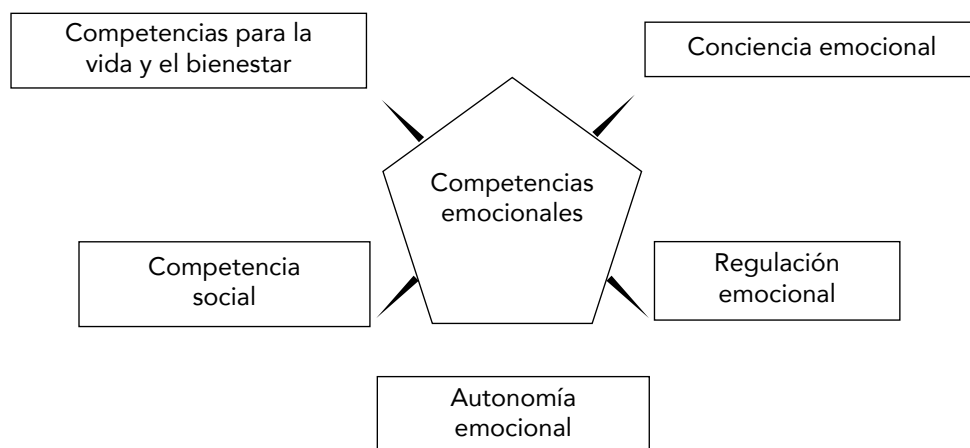 Competencias para la
vida y el bienestar
Conciencia emocional
Competencias
emocionales
Competencia
social
Regulación
emocional
Autonomía
emocional